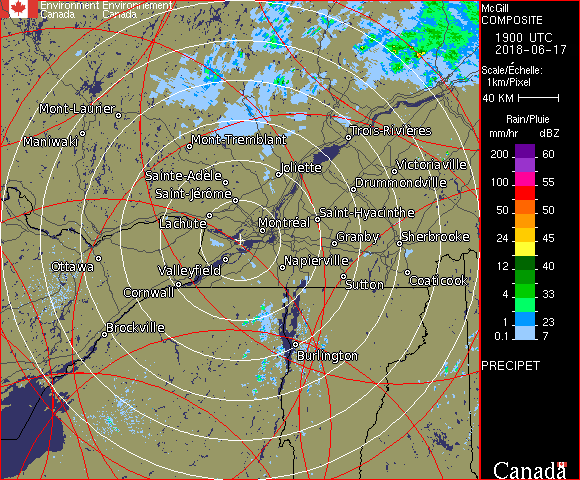 Environment Environnement
Canada Canada
McGill
COMPOSITE
1900 UTC
2018-06-17
Scale/Échelle:
1km/Pixel
40 KM
Rain/Pluie
mm/hr dBZ
200 60
100 55
50 50
24 45
12 40
4 33
1 23
0.1 7
PRECIPET
Canada
Mont-Laurier
Maniwaki
Mont-Tremblant
Trois-Rivières
Sainte-Adèle
Joliette
Victoriaville
Saint-Jérôme
Drummondville
Lachute
Montréal
Saint-Hyacinthe
Granby
Sherbrooke
Ottawa
Valleyfield
Napierville
Cornwall
Sutton
Coaticook
Brockville
Burlington